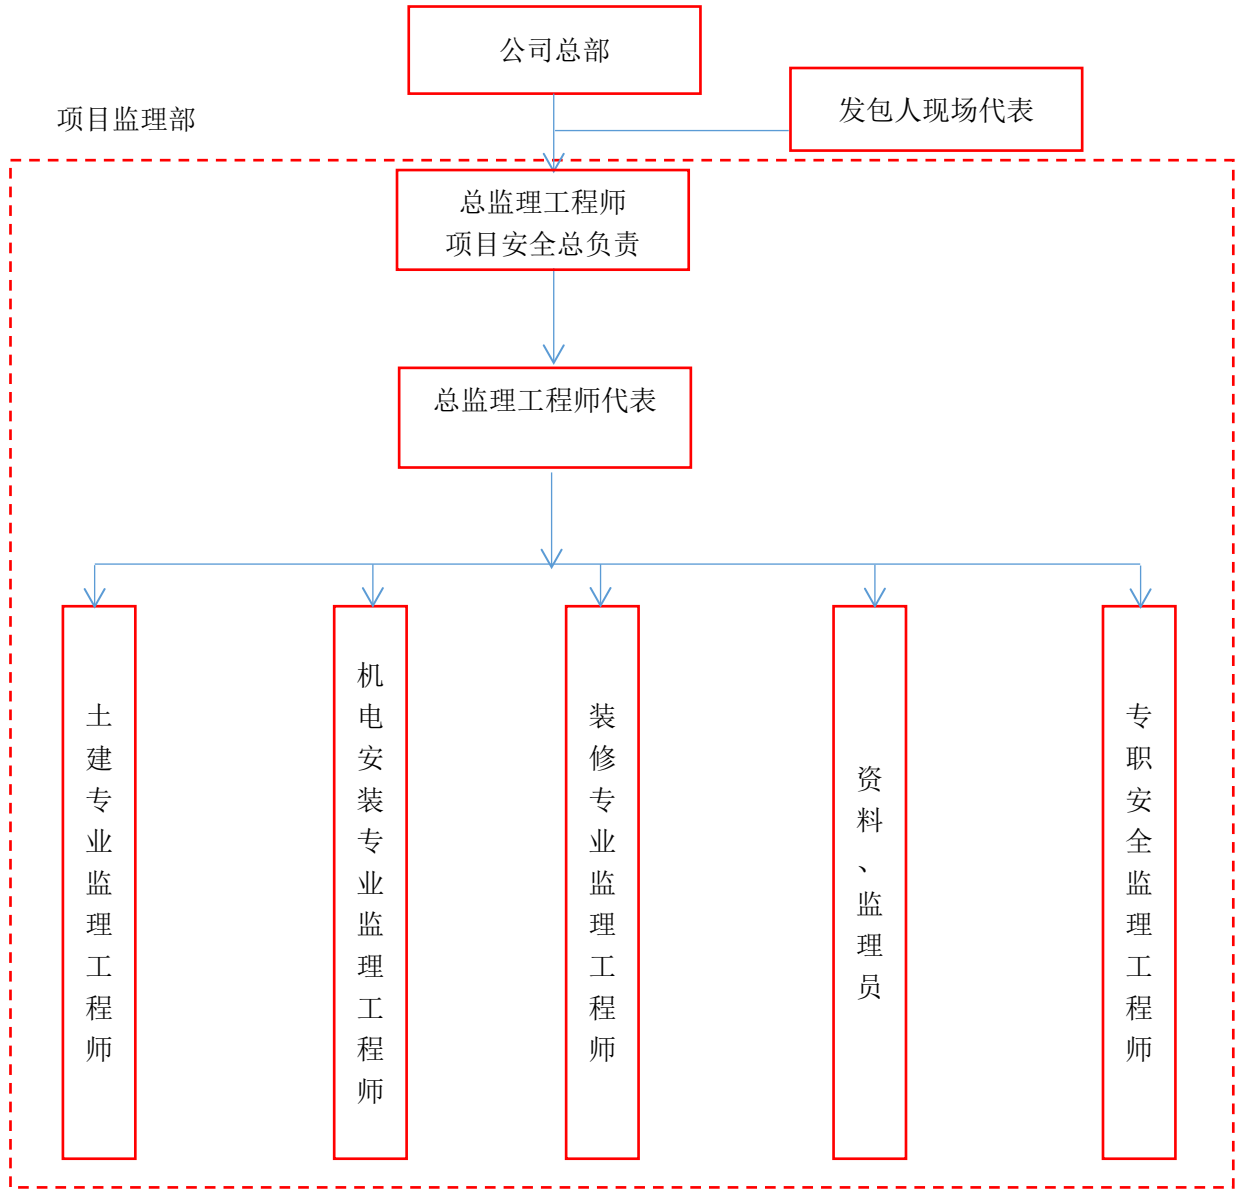 公司总部
发包人现场代表
项目监理部
总监理工程师
项目安全总负责
总监理工程师代表
土建专业监理工程师
机电安装专业监理工程师
装修专业监理工程师
资料、监理员
专职安全监理工程师